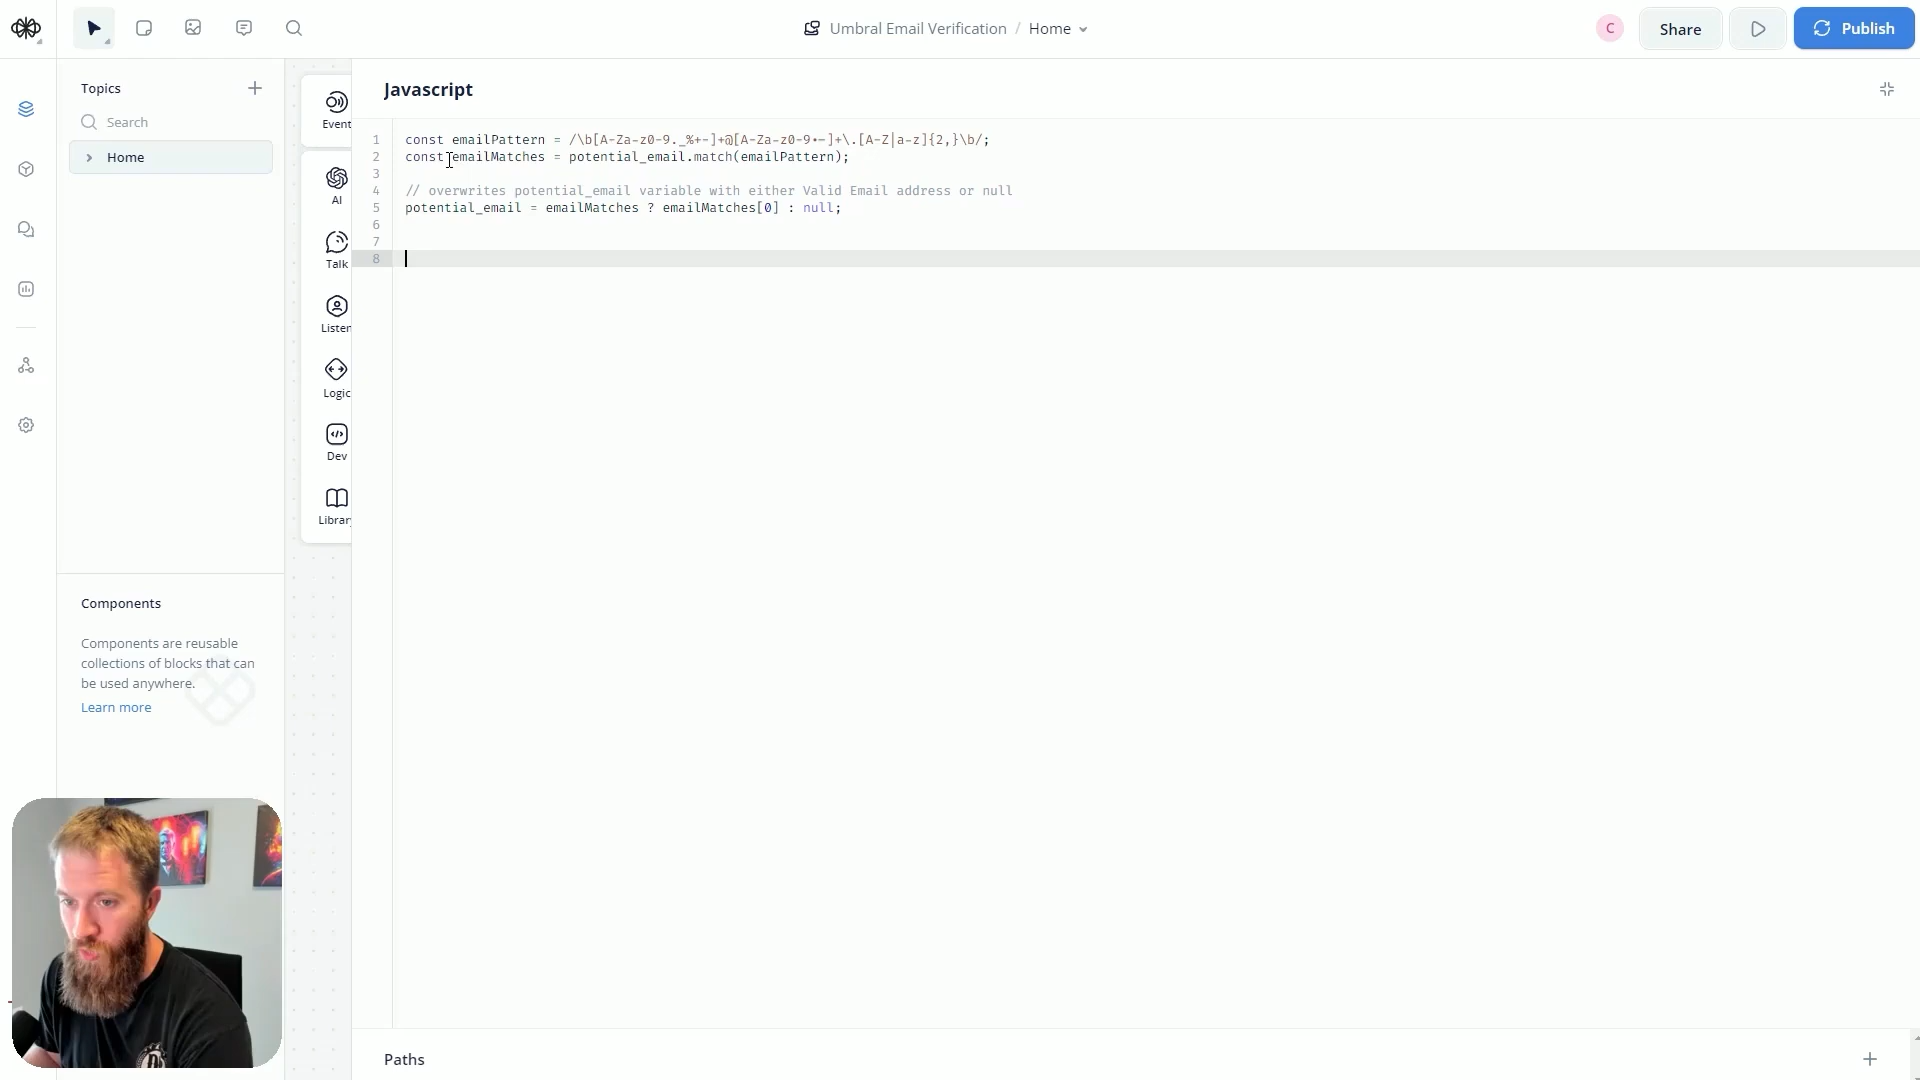 Umbral Email Verification / Home
C
Share
Publish
Topics
Search
Home
Components
Components are reusable
collections of blocks that can
be used anywhere.
Learn more
Event
AI
Talk
Listen
Logic
Dev
Library
Javascript
1 const emailPattern = /\b[A-Za-z0-9._%+-]+@[A-Za-z0-9•-]+\.[A-Z|a-z]{2,}\b/;
2 const emailMatches = potential_email.match(emailPattern);
3
4 // overwrites potential_email variable with either Valid Email address or null
5 potential_email = emailMatches ? emailMatches[0] : null;
6
7
8
Paths